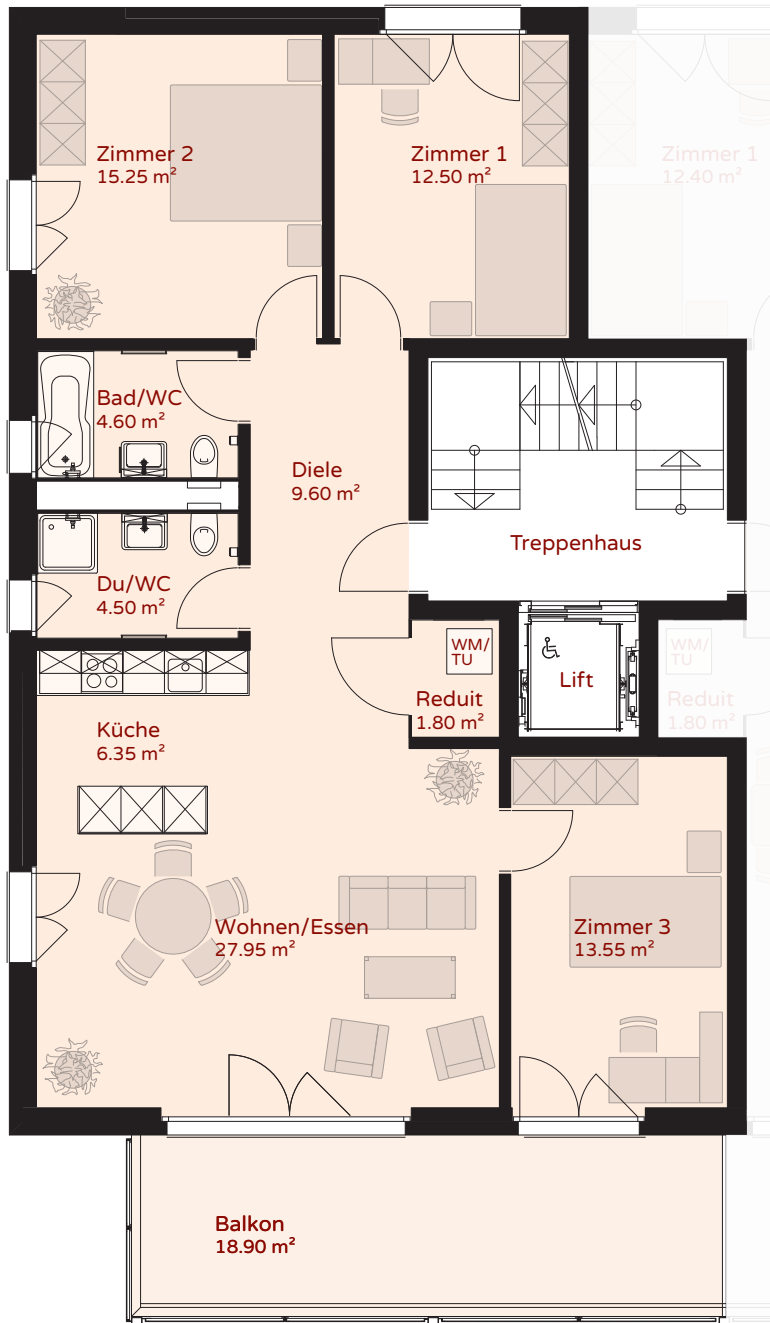 Zimmer 2
15.25 m²
Zimmer 1
12.50 m²
Zimmer 1
12.40 m²
Bad/WC
4.60 m²
Diele
9.60 m²
Treppenhaus
Du/WC
4.50 m²
WM/
TU
Reduit
1.80 m²
Lift
WM/
TU
Reduit
1.80 m²
Küche
6.35 m²
Wohnen/Essen
27.95 m²
Zimmer 3
13.55 m²
Balkon
18.90 m²